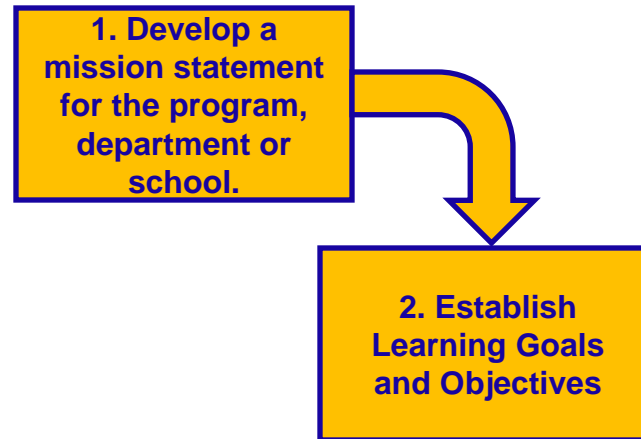 1. Develop a
mission statement
for the program,
department or
school.
2. Establish
Learning Goals
and Objectives